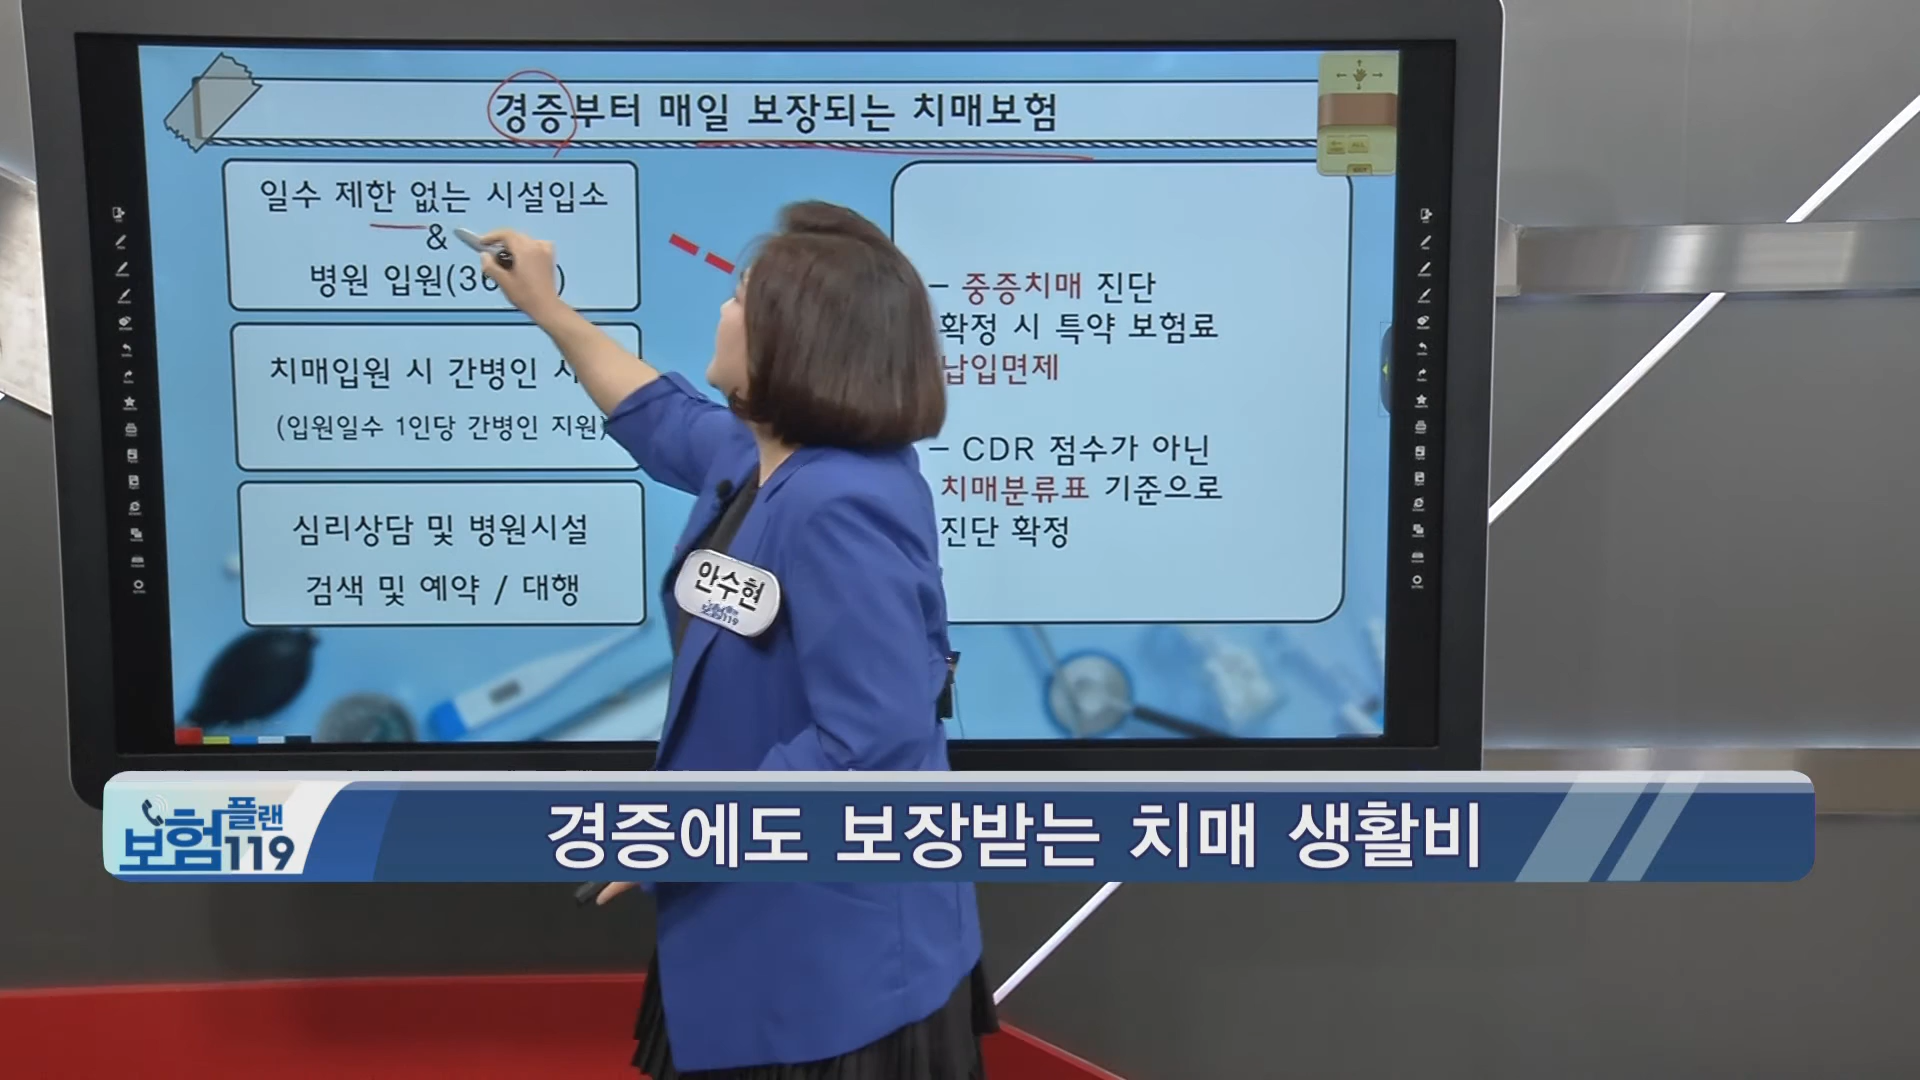 경증부터 매일 보장되는 치매보험
일수 제한 없는 시설입소
&
병원 입원(36
치매입원 시 간병인
(입원일수 1인당 간병인 지원)
심리상담 및 병원시설
검색 및 예약 / 대행
- 중증치매 진단
확정 시 특약 보험료
납입면제
- CDR 점수가 아닌
치매분류표 기준으로
진단 확정
안수현
보험플랜119
경증에도 보장받는 치매 생활비